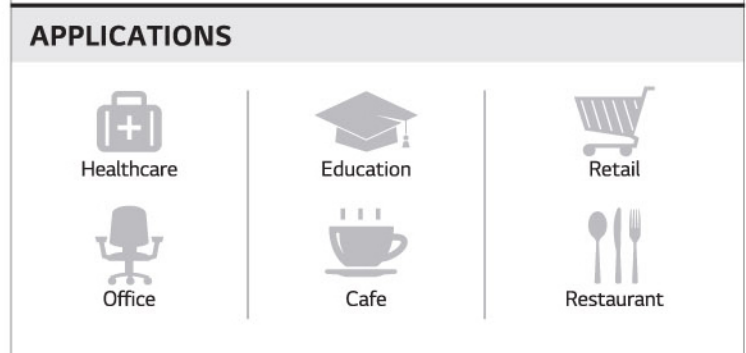 APPLICATIONS
Healthcare
Education
Retail
Office
Cafe
Restaurant